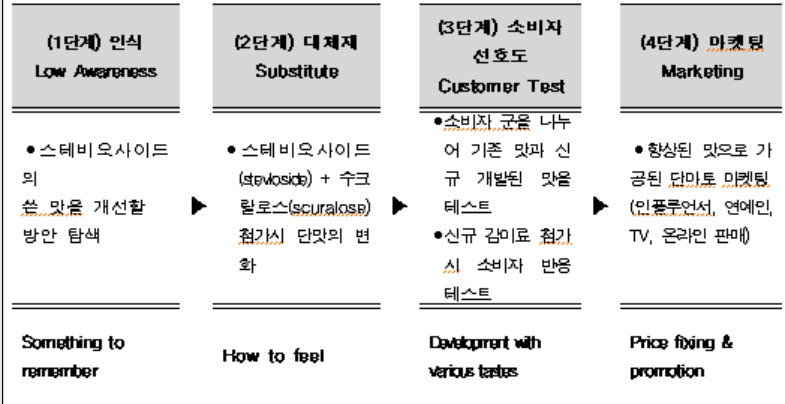 (1단계) 인식
Low Awareness
(2단계) 대체재
Substitute
(3단계) 소비자
선호도
Customer Test
(4단계) 마켓팅
Marketing
●스테비오사이드
의
쓴 맛을 개선할
방안 탐색
●스테비오사이드
(stevioside) + 수크
랄로스(scuralose)
첨가시 단맛의 변
화
●소비자 군을 나누
어 기존 맛과 신
규 개발된 맛을
테스트
●신규 감미료 첨가
시 소비자 반응
테스트
●향상된 맛으로 가
공된 단마토 마켓팅
(인플루언서, 연예인,
TV, 온라인 판매)
Something to
remember
How to feel
Development with
various tastes
Price fixing &
promotion